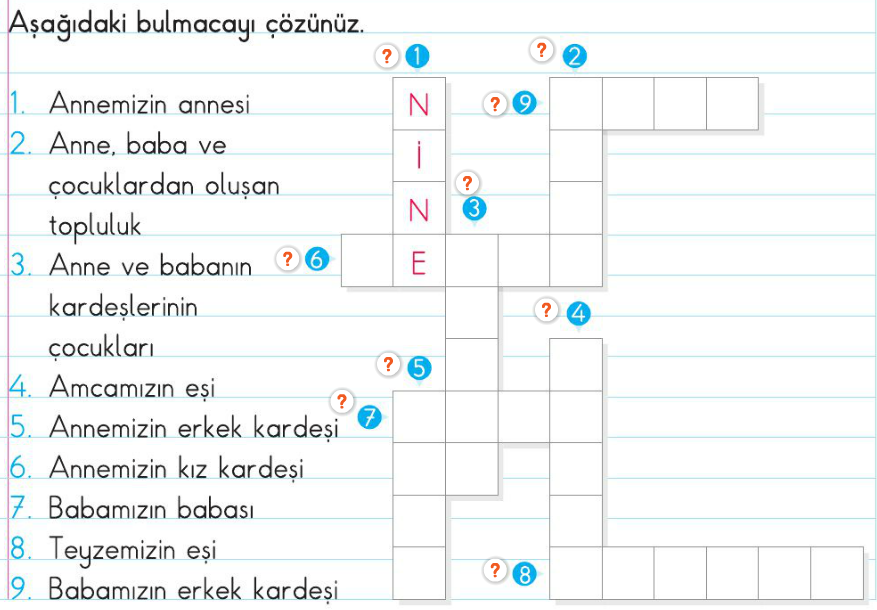 Aşağıdaki bulmacayı çözünüz.
? 1
? 2
1. Annemizin annesi
N
? 9
2. Anne, baba ve
İ
çocuklardan oluşan
?
topluluk
N
3
3. Anne ve babanın
? 6
E
kardeşlerinin
? 4
çocukları
? 5
4. Amcamızın eşi
? 7
5. Annemizin erkek kardeşi
6. Annemizin kız kardeşi
7. Babamızın babası
8. Teyzemizin eşi
? 8
9. Babamızın erkek kardeşi